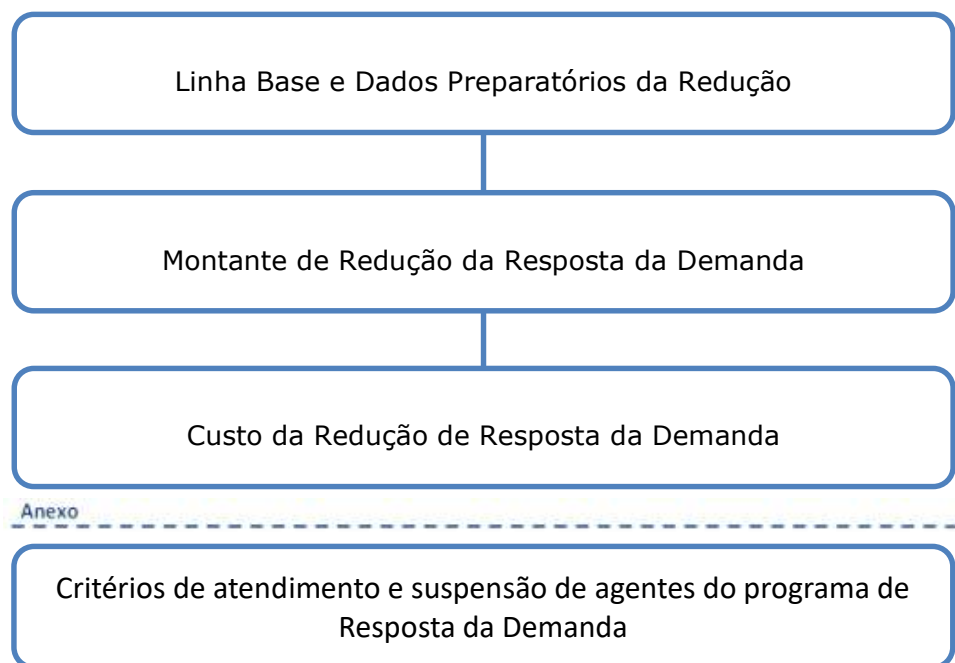 Linha Base e Dados Preparatórios da Redução
Montante de Redução da Resposta da Demanda
Custo da Redução de Resposta da Demanda
Anexo
Critérios de atendimento e suspensão de agentes do programa de
Resposta da Demanda